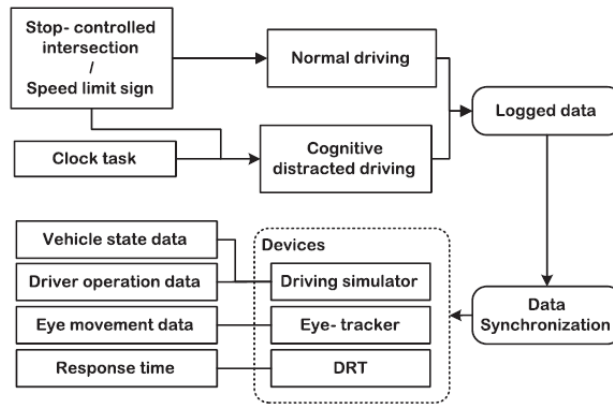 Stop- controlled
intersection
/
Speed limit sign
Normal driving
Logged data
Clock task
Cognitive
distracted driving
Vehicle state data
Devices
Driver operation data
Driving simulator
Data
Synchronization
Eye movement data
Eye- tracker
Response time
DRT